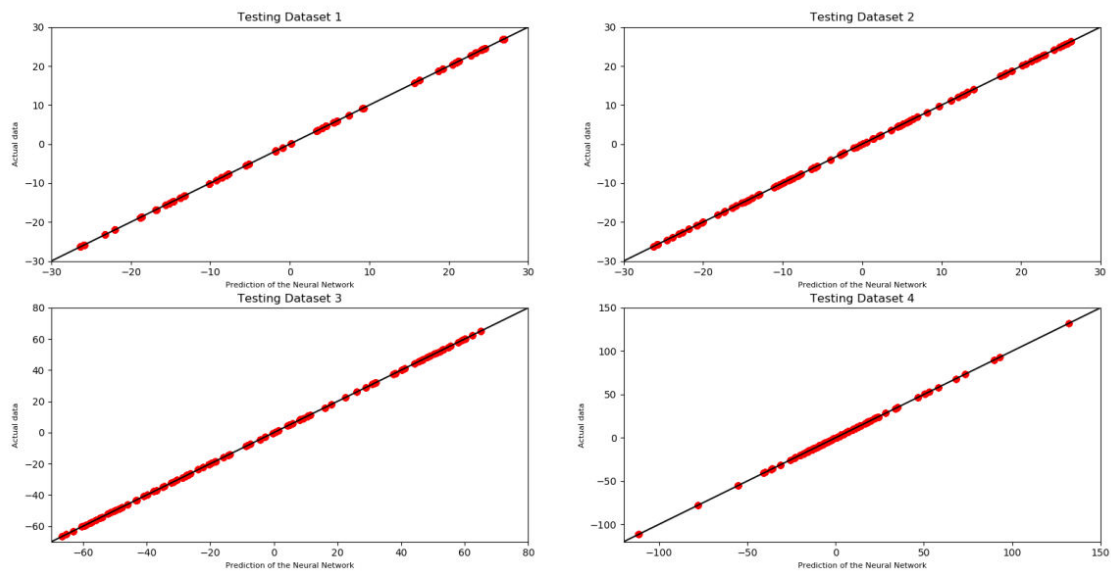 Testing Dataset 1
30
20
10
0
−10
−20
−30
Actual data
−30 −20 −10 0 10 20 30
Prediction of the Neural Network
Testing Dataset 2
30
20
10
0
−10
−20
−30
Actual data
−30 −20 −10 0 10 20 30
Prediction of the Neural Network
Testing Dataset 3
80
60
40
20
0
−20
−40
−60
Actual data
−60 −40 −20 0 20 40 60 80
Prediction of the Neural Network
Testing Dataset 4
150
100
50
0
−50
−100
Actual data
−100 −50 0 50 100 150
Prediction of the Neural Network